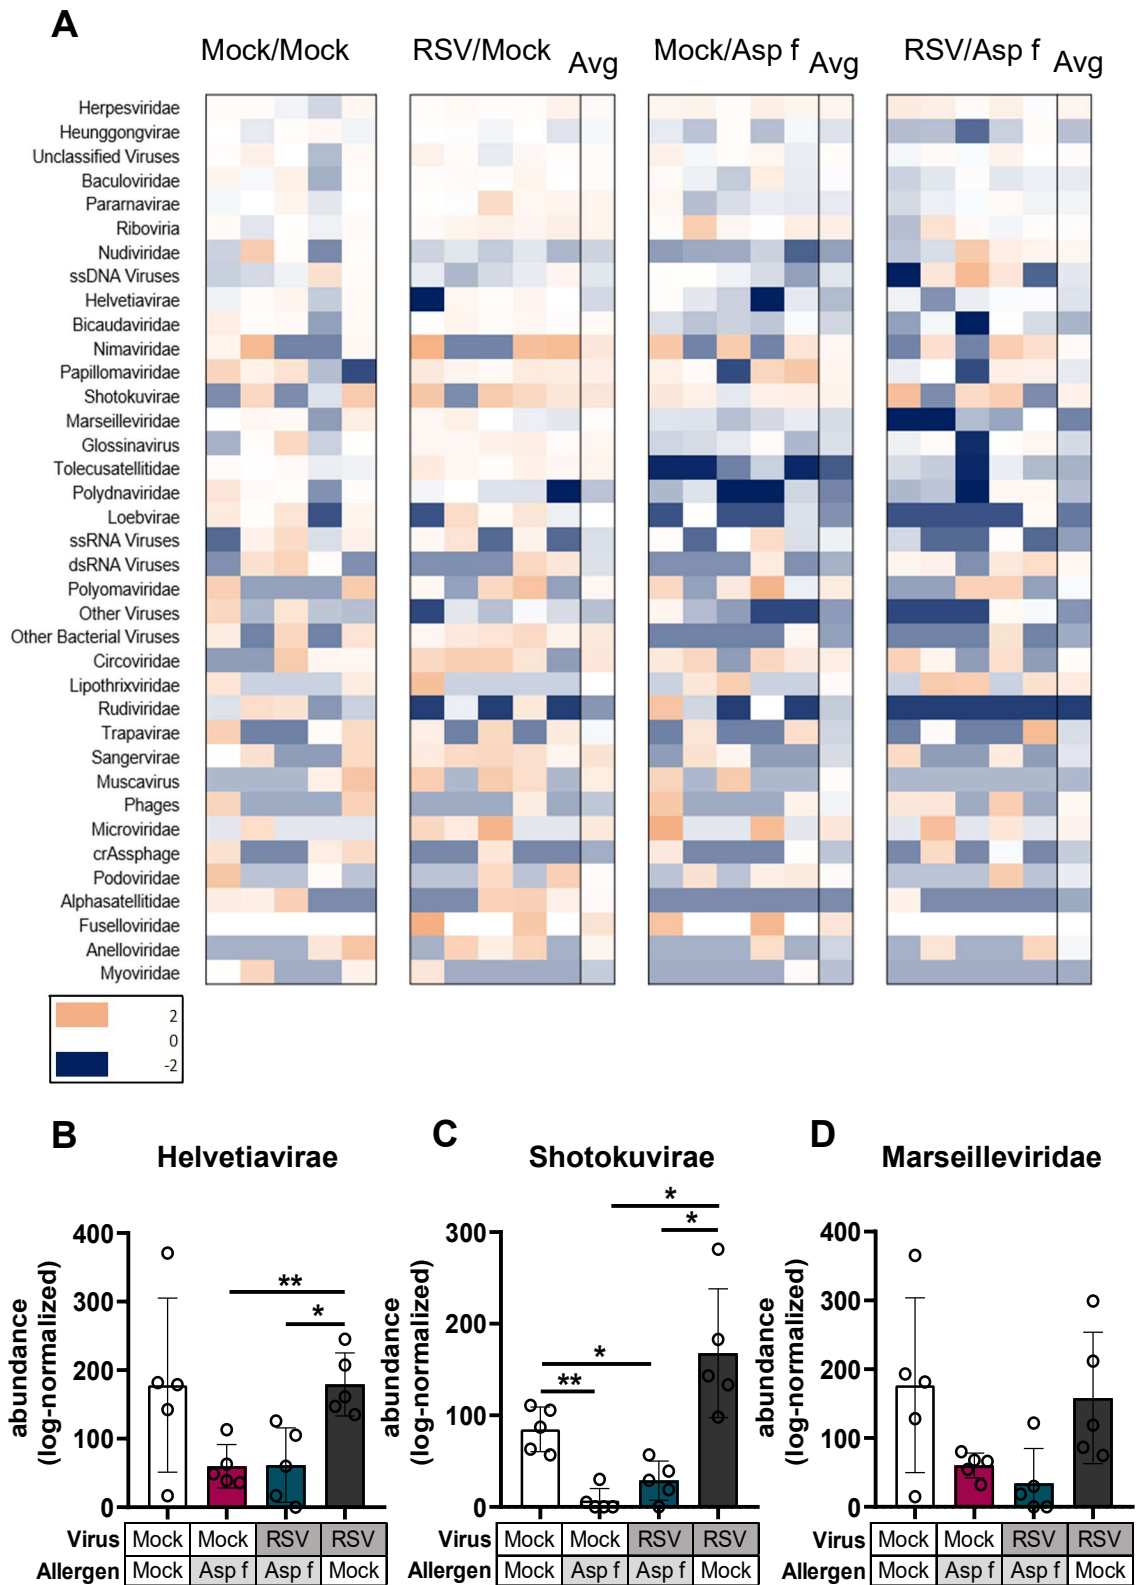 A
Mock/Mock RSV/Mock Avg Mock/Asp f Avg RSV/Asp f Avg
Herpesviridae
Heunggongvirae
Unclassified Viruses
Baculoviridae
Pararnavirae
Riboviria
Nudiviridae
ssDNA Viruses
Helvetiavirae
Bicaudaviridae
Nimaviridae
Papillomaviridae
Shotokuvirae
Marseilleviridae
Glossinavirus
Tolecusatellitidae
Polydnaviridae
Loebvirae
ssRNA Viruses
dsRNA Viruses
Polyomaviridae
Other Viruses
Other Bacterial Viruses
Circoviridae
Lipothrixviridae
Rudiviridae
Trapavirae
Sangervirae
Muscavirus
Phages
Microviridae
crAssphage
Podoviridae
Alphasatellitidae
Fuselloviridae
Anelloviridae
Myoviridae
2
0
-2
B
Helvetiavirae
abundance
(log-normalized)
400
300
200
100
0
**
*
Virus Mock Mock RSV RSV
Allergen Mock Asp f Asp f Mock
C
Shotokuvirae
abundance
(log-normalized)
300
200
100
0
*
*
*
**
Virus Mock Mock RSV RSV
Allergen Mock Asp f Asp f Mock
D
Marseilleviridae
abundance
(log-normalized)
400
300
200
100
0
Virus Mock Mock RSV RSV
Allergen Mock Asp f Asp f Mock